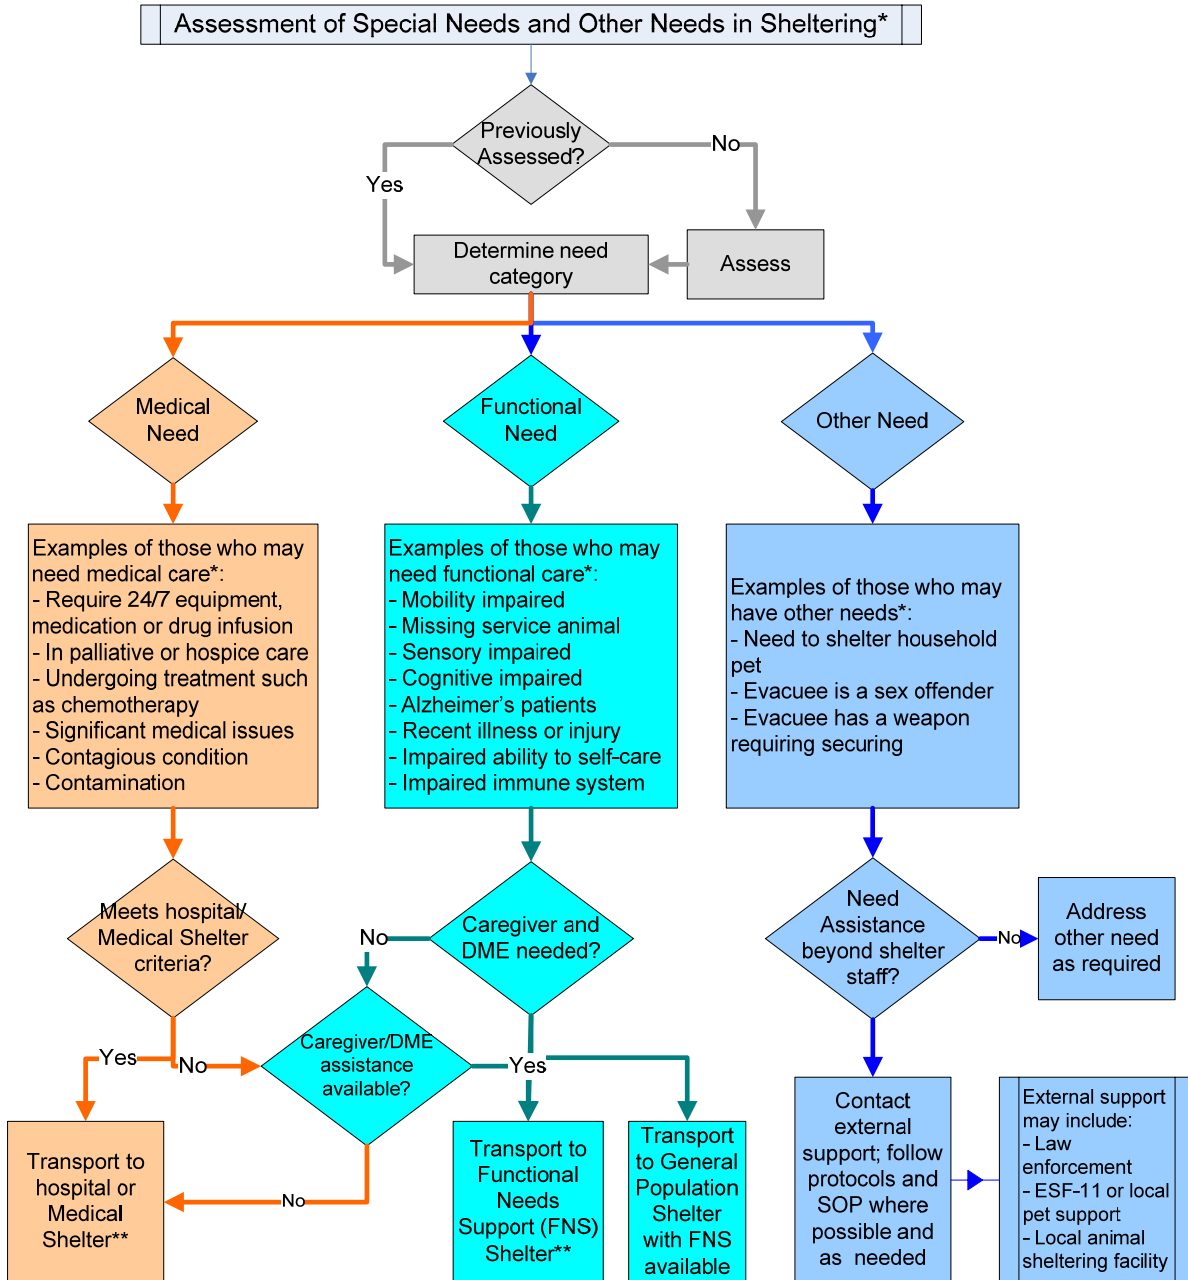 Assessment of Special Needs and Other Needs in Sheltering*
Previously
Assessed?
Yes
No
Determine need
category
Assess
Medical
Need
Functional
Need
Other Need
Examples of those who may
need medical care*:
- Require 24/7 equipment,
medication or drug infusion
- In palliative or hospice care
- Undergoing treatment such
as chemotherapy
- Significant medical issues
- Contagious condition
- Contamination
Examples of those who may
need functional care*:
- Mobility impaired
- Missing service animal
- Sensory impaired
- Cognitive impaired
- Alzheimer's patients
- Recent illness or injury
- Impaired ability to self-care
- Impaired immune system
Examples of those who may
have other needs*:
- Need to shelter household
pet
- Evacuee is a sex offender
- Evacuee has a weapon
requiring securing
Meets hospital/
Medical Shelter
criteria?
Caregiver and
DME needed?
No
Need
Assistance
beyond shelter
staff?
No
Address
other need
as required
Yes
No
Caregiver/DME
assistance
available?
Yes
No
Transport to
hospital or
Medical
Shelter**
Transport to
Functional
Needs
Support (FNS)
Shelter**
Transport
to General
Population
Shelter
with FNS
available
Contact
external
support; follow
protocols and
SOP where
possible and
as needed
External support
may include:
- Law
enforcement
- ESF-11 or local
pet support
- Local animal
sheltering facility